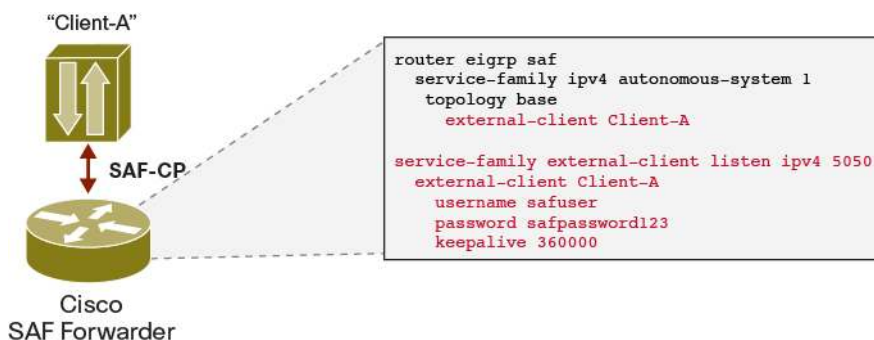 "Client-A"
SAF-CP
Cisco
SAF Forwarder
router eigrp saf
service-family ipv4 autonomous-system 1
topology base
external-client Client-A
service-family external-client listen ipv4 5050
external-client Client-A
username safuser
password safpassword123
keepalive 360000